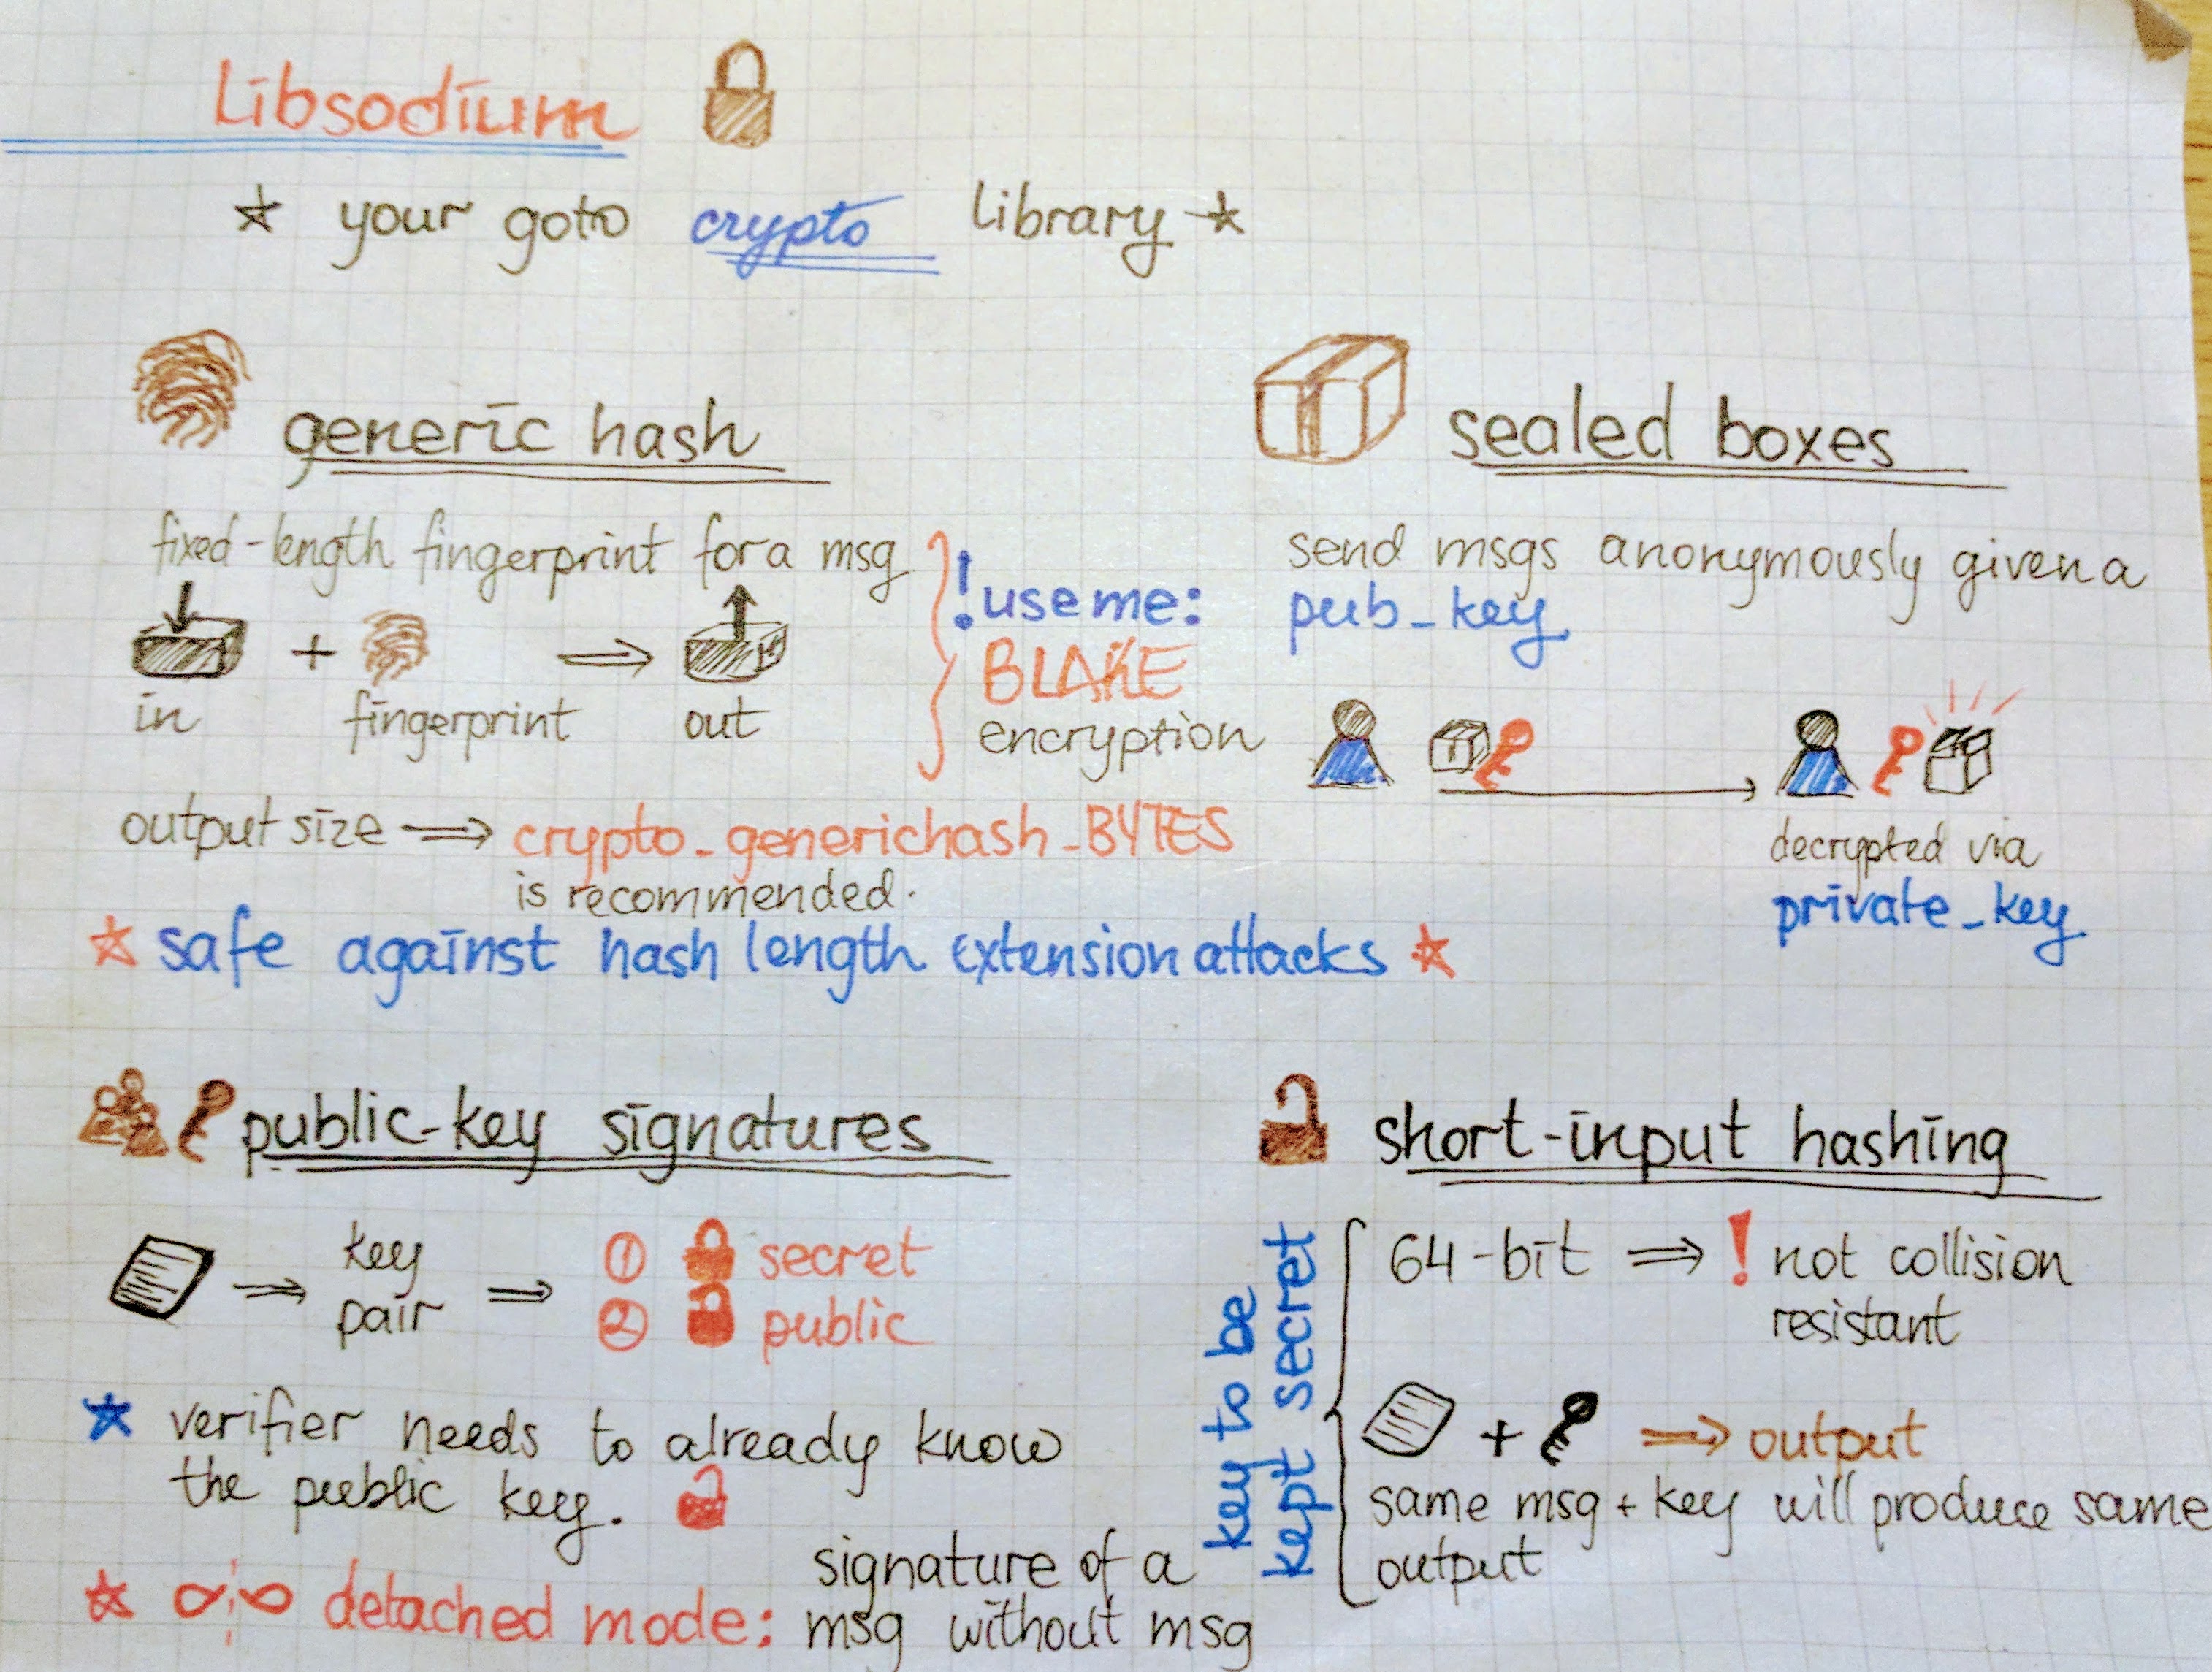 Libsodium
★ your goto crypto library ★
generic hash
fixed-length fingerprint for a msg
+ ⇒
in fingerprint out
! use me:
BLAKE
encryption
output size ⇒ crypto_generichash_BYTES
is recommended.
★ safe against hash length extension attacks ★
sealed boxes
send msgs anonymously given a
pub_key
decrypted via
private_key
public-key signatures
⇒ key pair ⇒
① secret
② public
★ verifier needs to already know
the public key.
★ detached mode: signature of a
msg without msg
short-input hashing
key to be
kept secret
64-bit ⇒ ! not collision
resistant
+ ⇒ output
same msg + key will produce same
output